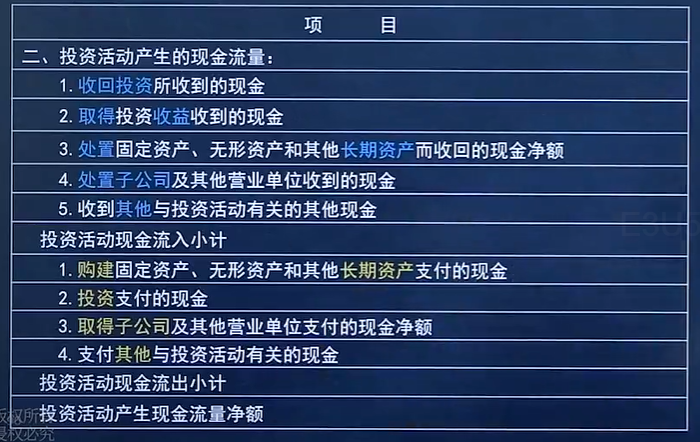 项 目
二、投资活动产生的现金流量：
1.收回投资所收到的现金
2.取得投资收益收到的现金
3.处置固定资产、无形资产和其他长期资产而收回的现金净额
4.处置子公司及其他营业单位收到的现金
5.收到其他与投资活动有关的其他现金
投资活动现金流入小计
1.购建固定资产、无形资产和其他长期资产支付的现金
2.投资支付的现金
3.取得子公司及其他营业单位支付的现金净额
4.支付其他与投资活动有关的现金
投资活动现金流出小计
投资活动产生现金流量净额
版权所
侵权必究